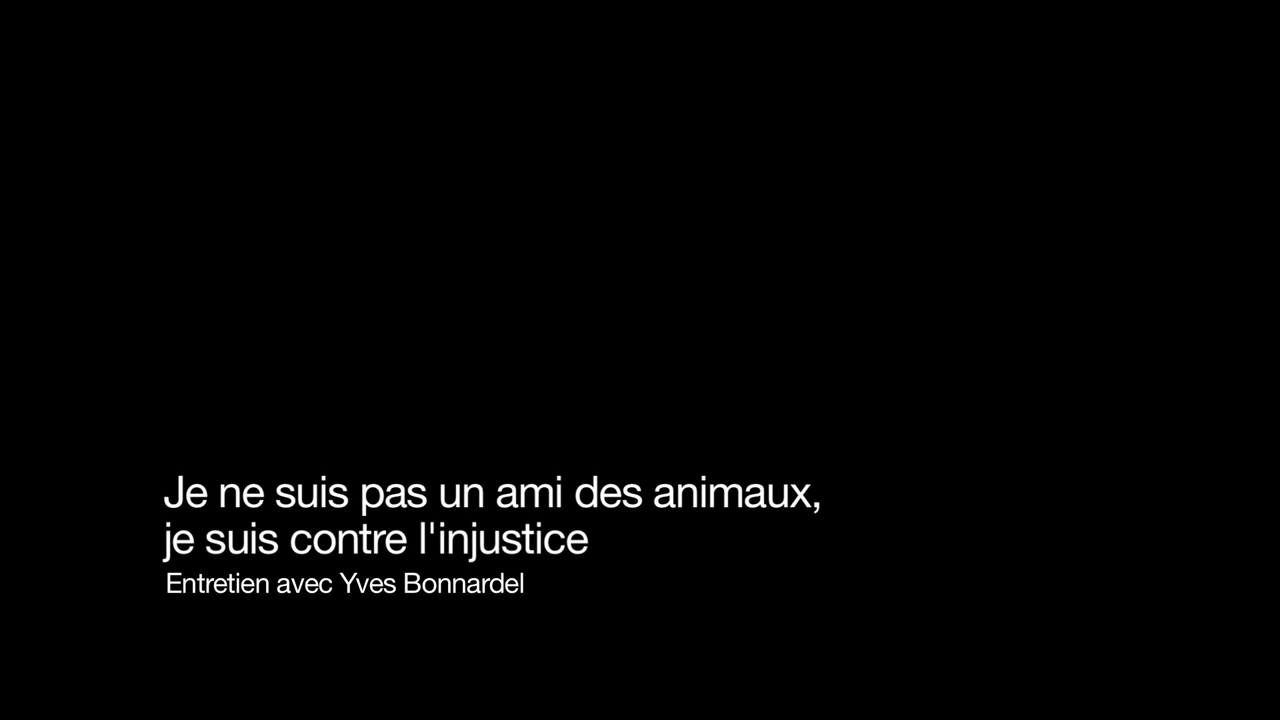 Je ne suis pas un ami des animaux,
je suis contre l'injustice
Entretien avec Yves Bonnardel